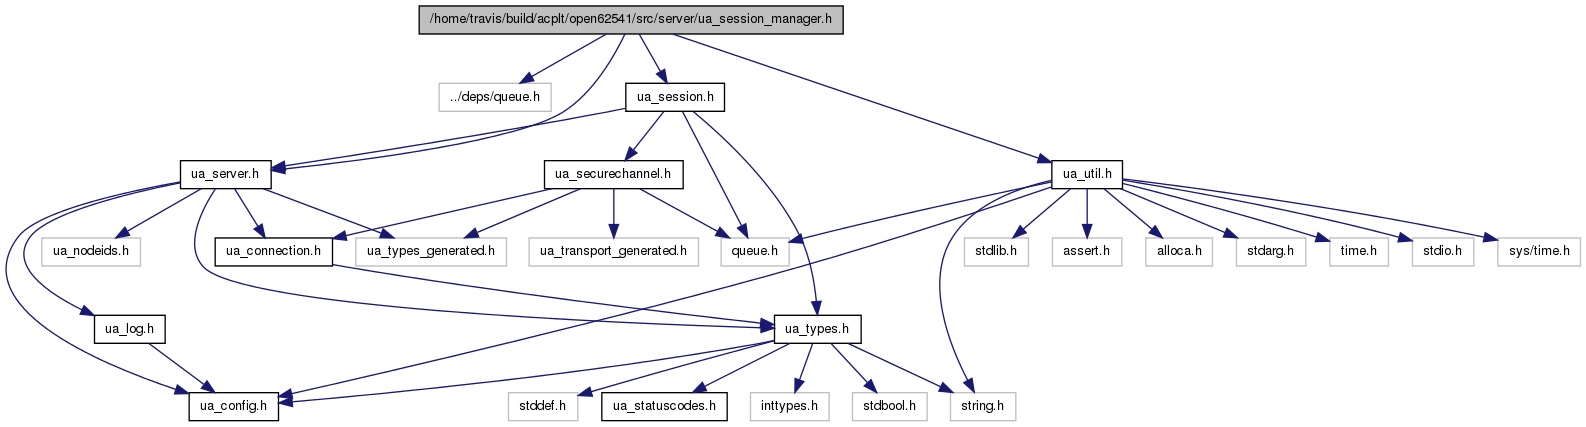 /home/travis/build/acplt/open62541/src/server/ua_session_manager.h
../deps/queue.h
ua_session.h
ua_server.h
ua_securechannel.h
ua_util.h
ua_nodeids.h
ua_connection.h
ua_types_generated.h
ua_transport_generated.h
queue.h
stdlib.h
assert.h
alloca.h
stdarg.h
time.h
stdio.h
sys/time.h
ua_log.h
ua_types.h
ua_config.h
stddef.h
ua_statuscodes.h
inttypes.h
stdbool.h
string.h